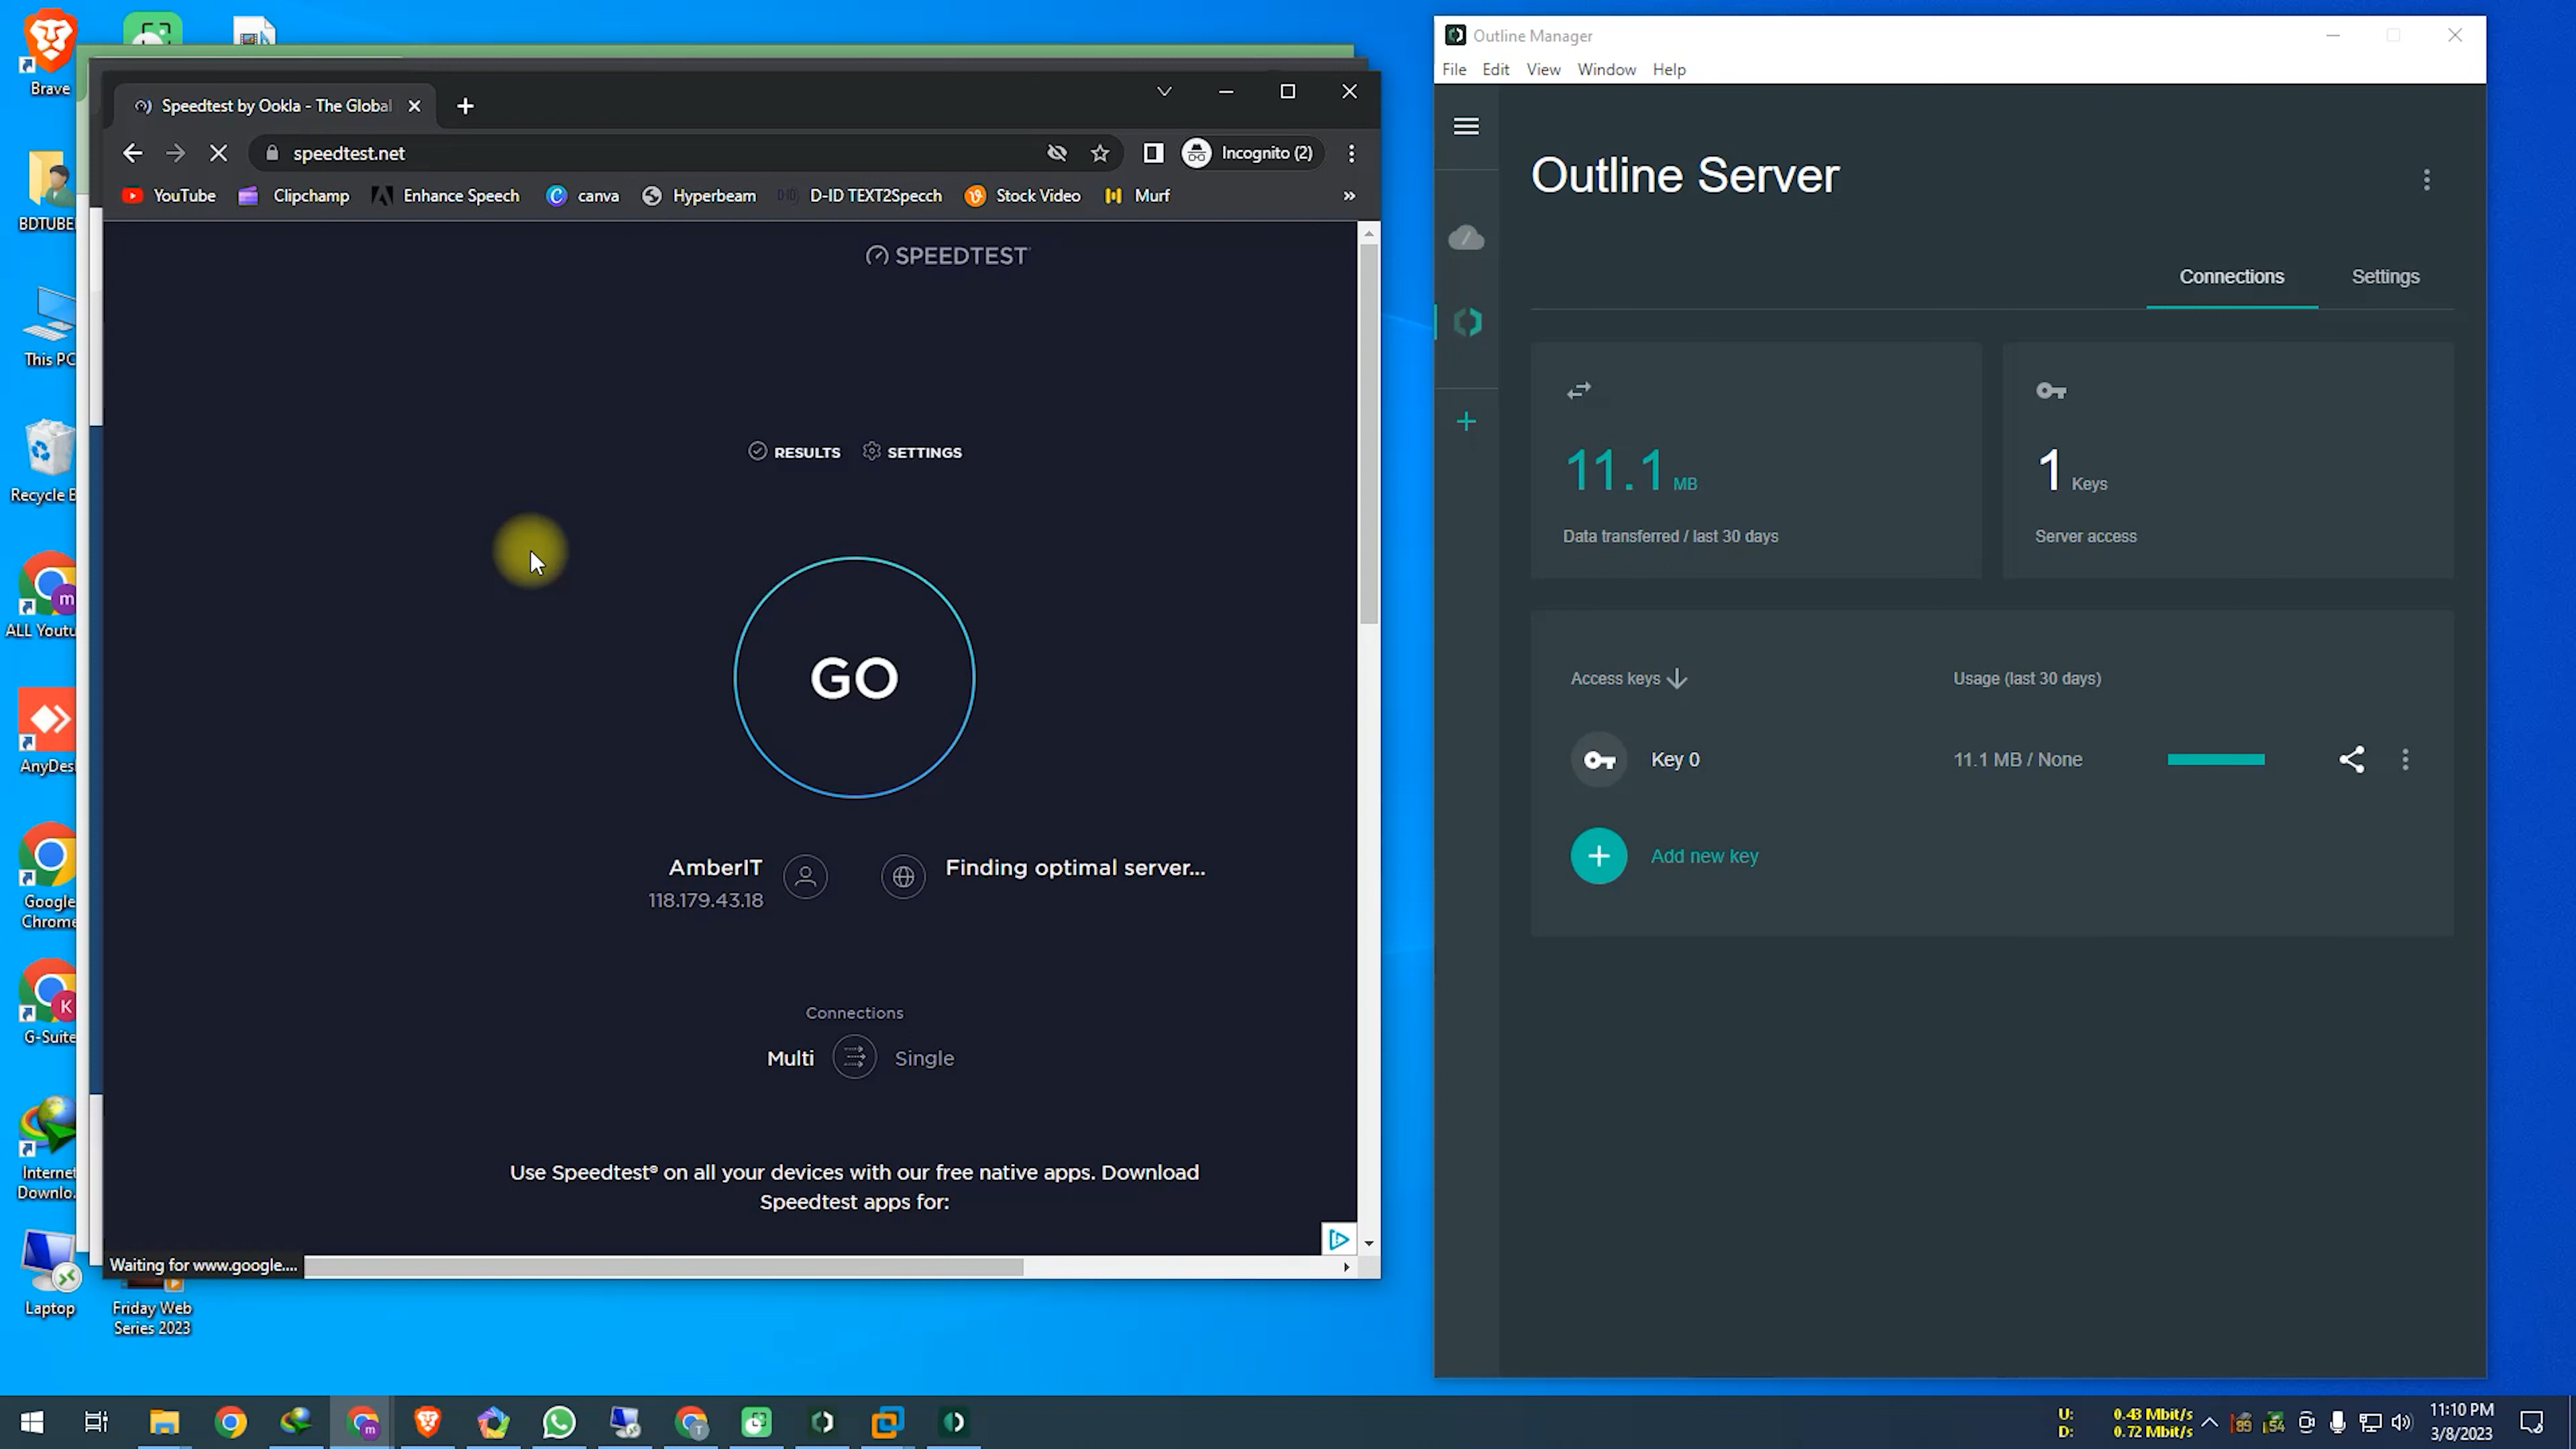 Brave
BDTUBE
This PC
Recycle B
ALL Youtu
m
AnyDes
Google
Chrome
K
G-Suite
Internet
Downlo...
Laptop
Friday Web
Series 2023
Speedtest by Ookla - The Global
speedtest.net
Incognito (2)
YouTube
Clipchamp
Enhance Speech
canva
Hyperbeam
D-ID TEXT2Specch
Stock Video
Murf
SPEEDTEST
RESULTS
SETTINGS
GO
AmberIT
118.179.43.18
Finding optimal server...
Connections
Multi
Single
Use Speedtest® on all your devices with our free native apps. Download
Speedtest apps for:
Waiting for www.google....
Outline Manager
File Edit View Window Help
Outline Server
Connections
Settings
11.1 MB
Data transferred / last 30 days
1 Keys
Server access
Access keys
Usage (last 30 days)
Key 0
11.1 MB / None
Add new key
U: 0.43 Mbit/s
D: 0.72 Mbit/s
89
54
11:10 PM
3/8/2023